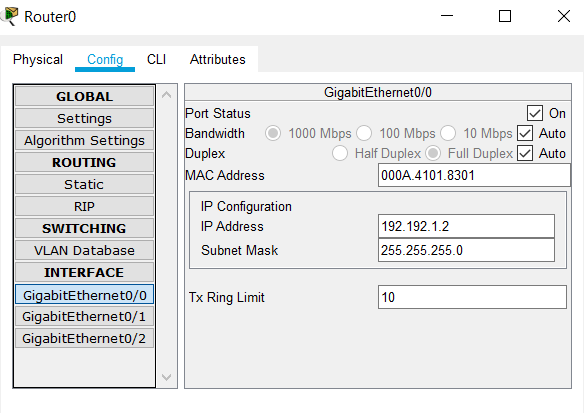 Router0
Physical Config CLI Attributes
GLOBAL
Settings
Algorithm Settings
ROUTING
Static
RIP
SWITCHING
VLAN Database
INTERFACE
GigabitEthernet0/0
GigabitEthernet0/1
GigabitEthernet0/2
GigabitEthernet0/0
Port Status On
Bandwidth 1000 Mbps 100 Mbps 10 Mbps Auto
Duplex Half Duplex Full Duplex Auto
MAC Address 000A.4101.8301
IP Configuration
IP Address 192.192.1.2
Subnet Mask 255.255.255.0
Tx Ring Limit 10